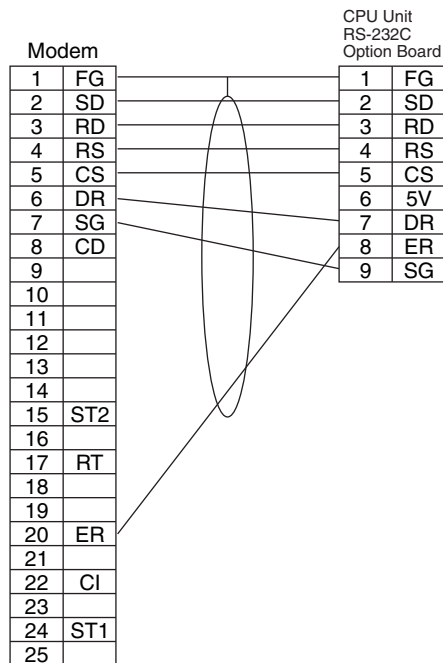 CPU Unit
RS-232C
Option Board
Modem
1 FG
2 SD
3 RD
4 RS
5 CS
6 DR
7 SG
8 CD
9
10
11
12
13
14
15 ST2
16
17 RT
18
19
20 ER
21
22 CI
23
24 ST1
25
1 FG
2 SD
3 RD
4 RS
5 CS
6 5V
7 DR
8 ER
9 SG